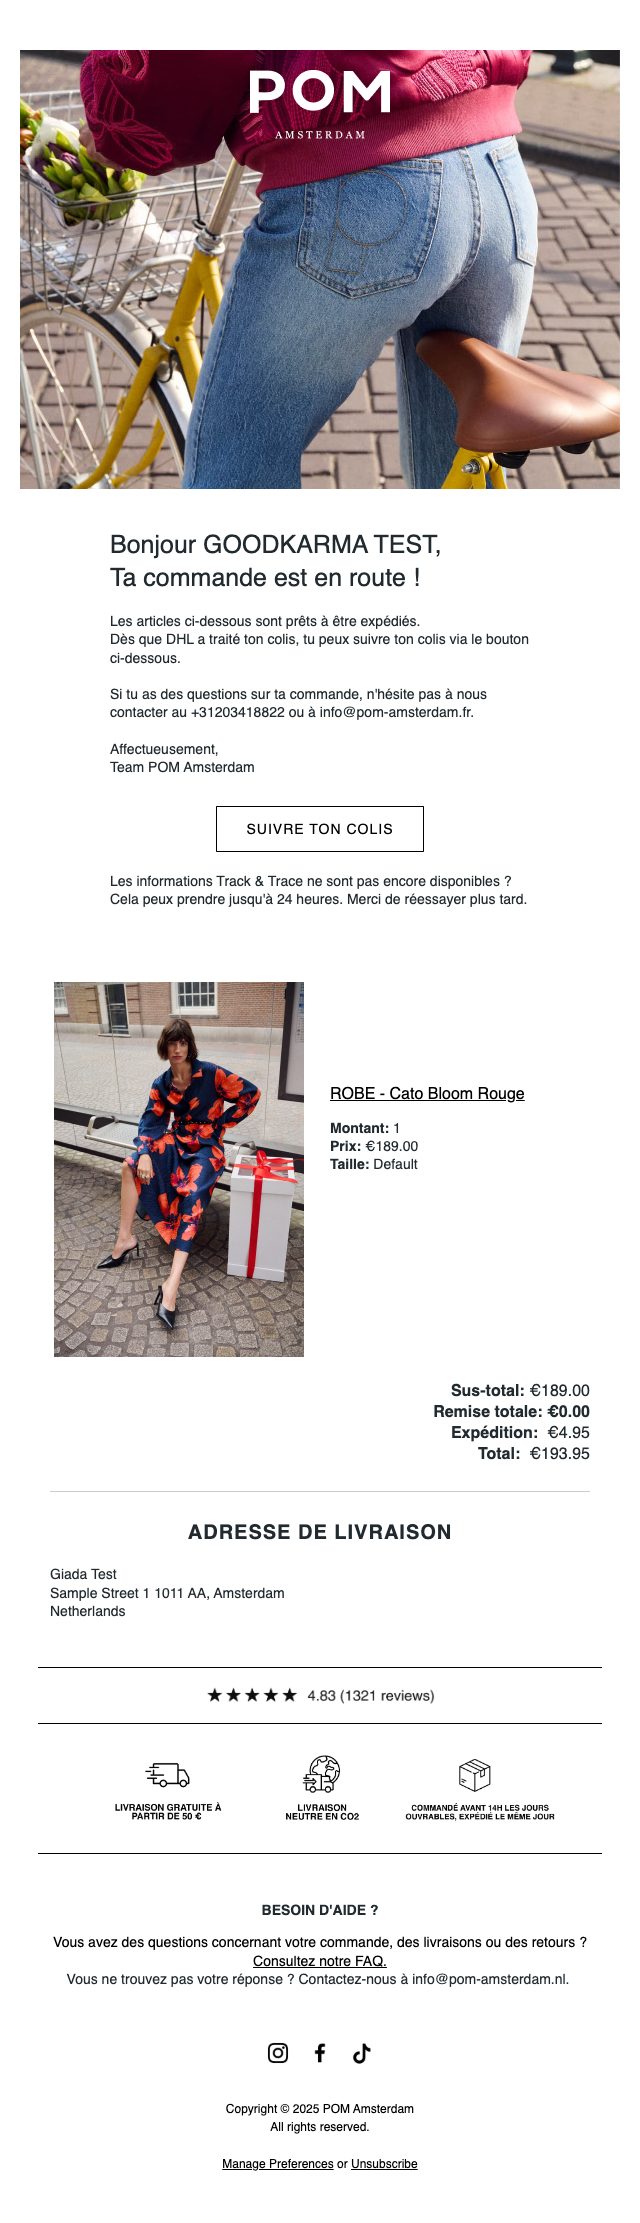 POM
AMSTERDAM
Bonjour GOODKARMA TEST,
Ta commande est en route !
Les articles ci-dessous sont prêts à être expédiés.
Dès que DHL a traité ton colis, tu peux suivre ton colis via le bouton
ci-dessous.
Si tu as des questions sur ta commande, n'hésite pas à nous
contacter au +31203418822 ou à info@pom-amsterdam.fr.
Affectueusement,
Team POM Amsterdam
SUIVRE TON COLIS
Les informations Track & Trace ne sont pas encore disponibles ?
Cela peux prendre jusqu'à 24 heures. Merci de réessayer plus tard.
ROBE - Cato Bloom Rouge
Montant: 1
Prix: €189.00
Taille: Default
Sus-total: €189.00
Remise totale: €0.00
Expédition: €4.95
Total: €193.95
ADRESSE DE LIVRAISON
Giada Test
Sample Street 1 1011 AA, Amsterdam
Netherlands
★★★★★ 4.83 (1321 reviews)
LIVRAISON GRATUITE À
PARTIR DE 50 €
LIVRAISON
NEUTRE EN CO2
COMMANDÉ AVANT 14H LES JOURS
OUVRABLES, EXPÉDIÉ LE MÊME JOUR
BESOIN D'AIDE ?
Vous avez des questions concernant votre commande, des livraisons ou des retours ?
Consultez notre FAQ.
Vous ne trouvez pas votre réponse ? Contactez-nous à info@pom-amsterdam.nl.
Copyright © 2025 POM Amsterdam
All rights reserved.
Manage Preferences or Unsubscribe